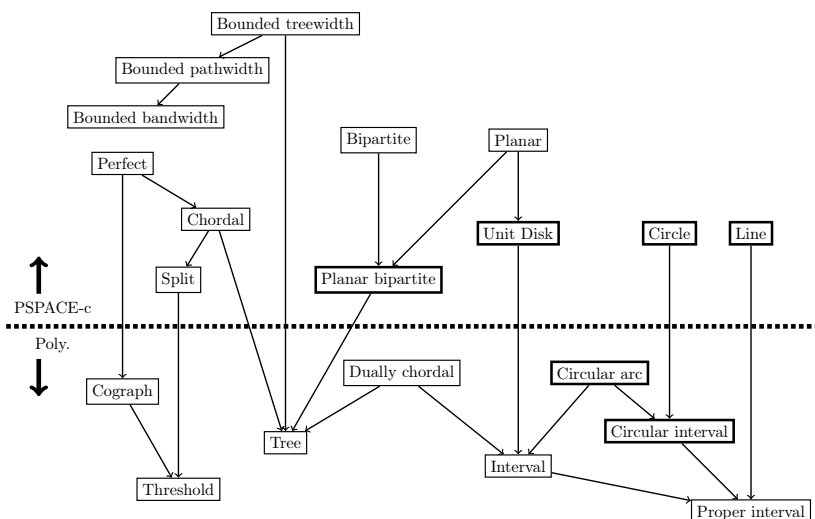 Bounded treewidth
Bounded pathwidth
Bounded bandwidth
Bipartite
Planar
Perfect
Chordal
Unit Disk
Circle
Line
Split
Planar bipartite
PSPACE-c
Poly.
Dually chordal
Circular arc
Cograph
Circular interval
Tree
Interval
Threshold
Proper interval